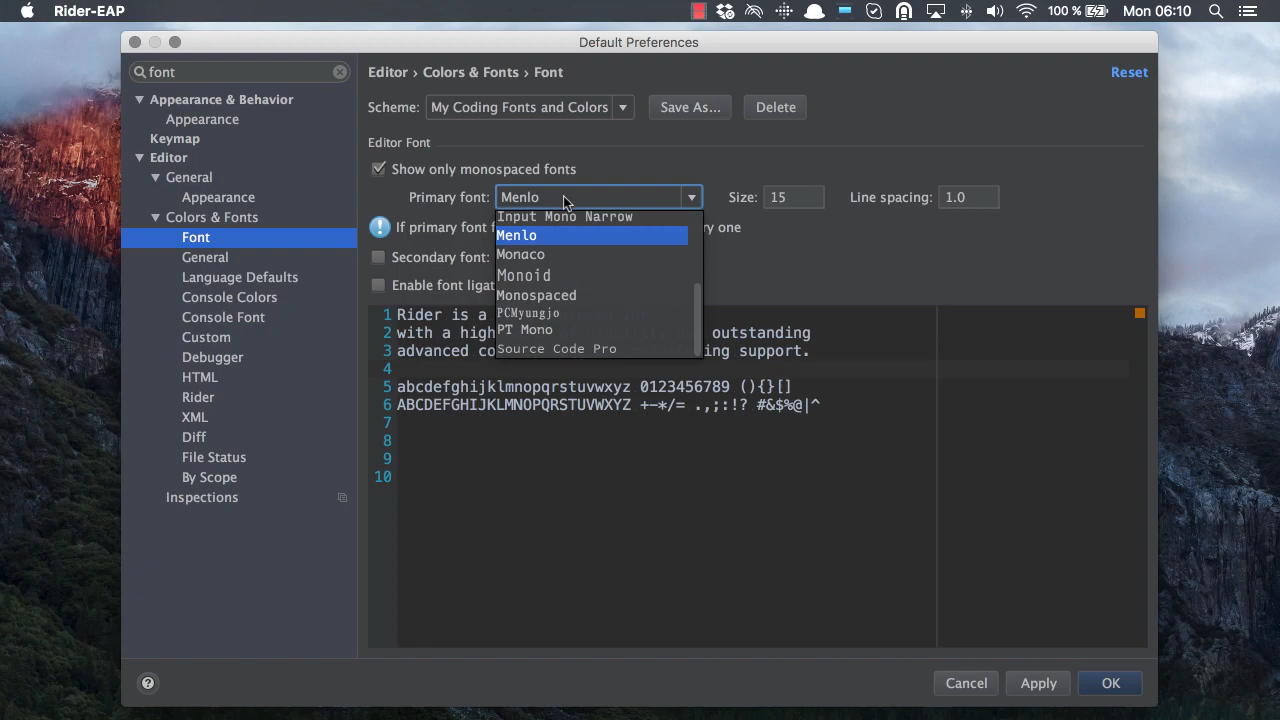 Rider-EAP
100 %
Mon 06:10
Default Preferences
font
Appearance & Behavior
Appearance
Keymap
Editor
General
Appearance
Colors & Fonts
Font
General
Language Defaults
Console Colors
Console Font
Custom
Debugger
HTML
Rider
XML
Diff
File Status
By Scope
Inspections
Editor › Colors & Fonts › Font
Reset
Scheme: My Coding Fonts and Colors Save As... Delete
Editor Font
Show only monospaced fonts
Primary font: Menlo Size: 15 Line spacing: 1.0
Input Mono Narrow
Menlo
Monaco
Monoid
Monospaced
PCMyungjo
PT Mono
Source Code Pro
If primary font ry one
Secondary font:
Enable font ligat
1 Rider is a
2 with a high outstanding
3 advanced co ing support.
4
5 abcdefghijklmnopqrstuvwxyz 0123456789 (){}[]
6 ABCDEFGHIJKLMNOPQRSTUVWXYZ +-*/= .,;:!? #&$%@|^
7
8
9
10
? Cancel Apply OK